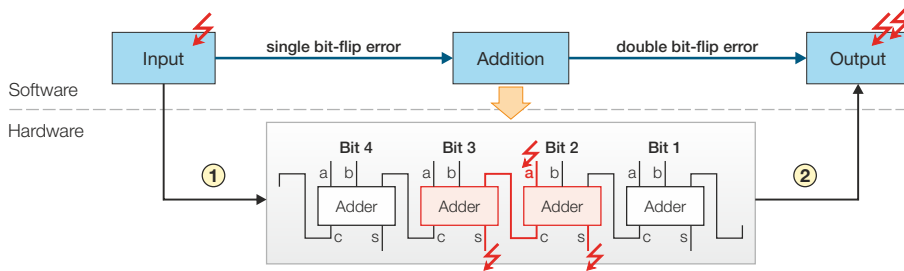 single bit-flip error
double bit-flip error
Input
Addition
Output
Software
Hardware
Bit 4
Bit 3
Bit 2
Bit 1
1
2
a b
a b
a b
a b
Adder
Adder
Adder
Adder
c s
c s
c s
c s